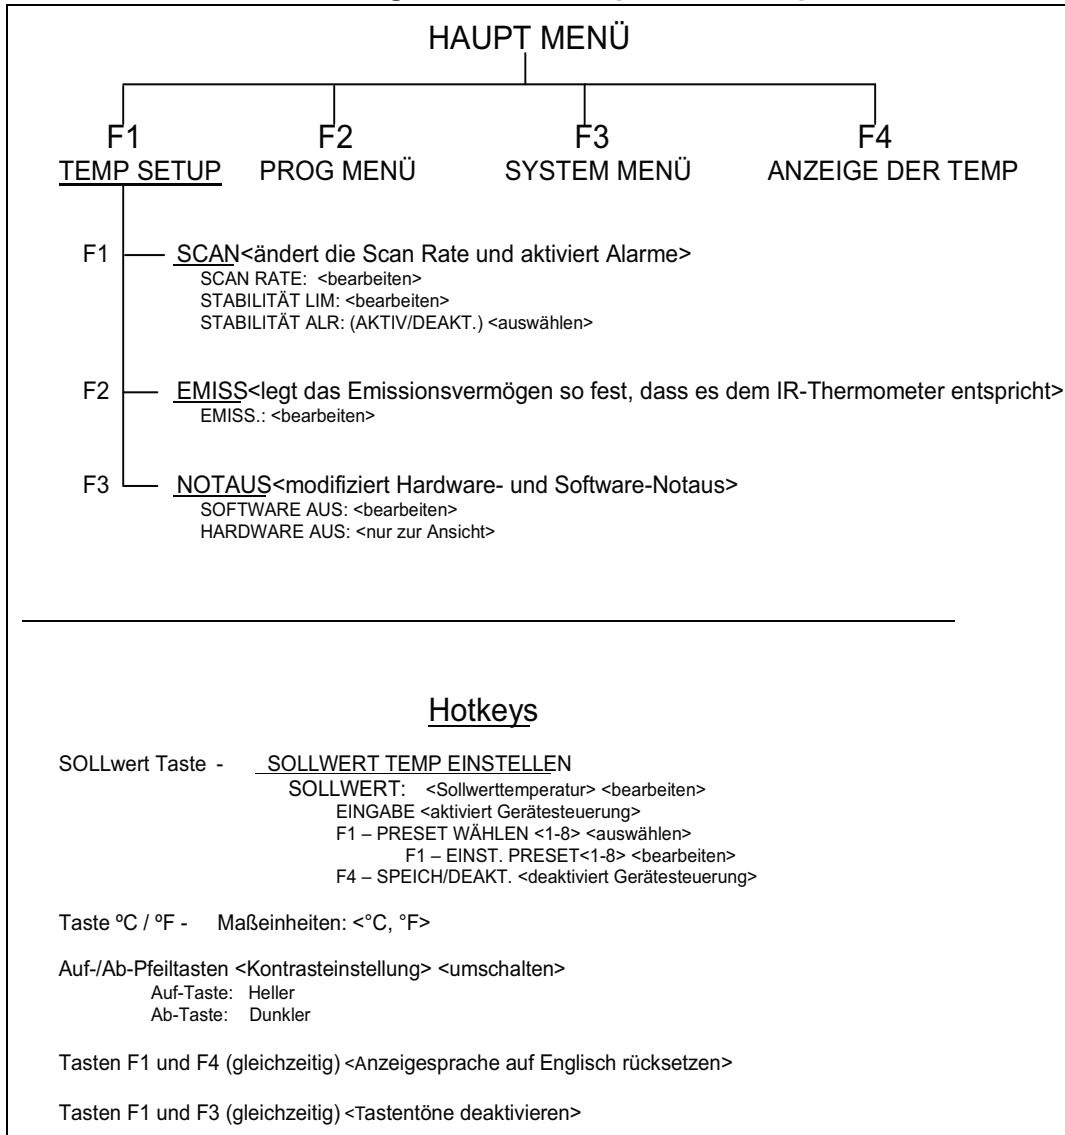 HAUPT MENÜ
F1 F2 F3 F4
TEMP SETUP PROG MENÜ SYSTEM MENÜ ANZEIGE DER TEMP
F1 SCAN<ändert die Scan Rate und aktiviert Alarme>
SCAN RATE: <bearbeiten>
STABILITÄT LIM: <bearbeiten>
STABILITÄT ALR: (AKTIV/DEAKT.) <auswählen>
F2 EMISS<legt das Emissionsvermögen so fest, dass es dem IR-Thermometer entspricht>
EMISS.: <bearbeiten>
F3 NOTAUS<modifiziert Hardware- und Software-Notaus>
SOFTWARE AUS: <bearbeiten>
HARDWARE AUS: <nur zur Ansicht>
Hotkeys
SOLLwert Taste - SOLLWERT TEMP EINSTELLEN
SOLLWERT: <Sollwerttemperatur> <bearbeiten>
EINGABE <aktiviert Gerätesteuerung>
F1 – PRESET WÄHLEN <1-8> <auswählen>
F1 – EINST. PRESET<1-8> <bearbeiten>
F4 – SPEICH/DEAKT. <deaktiviert Gerätesteuerung>
Taste ºC / ºF - Maßeinheiten: <°C, °F>
Auf-/Ab-Pfeiltasten <Kontrasteinstellung> <umschalten>
Auf-Taste: Heller
Ab-Taste: Dunkler
Tasten F1 und F4 (gleichzeitig) <Anzeigesprache auf Englisch rücksetzen>
Tasten F1 und F3 (gleichzeitig) <Tastentöne deaktivieren>